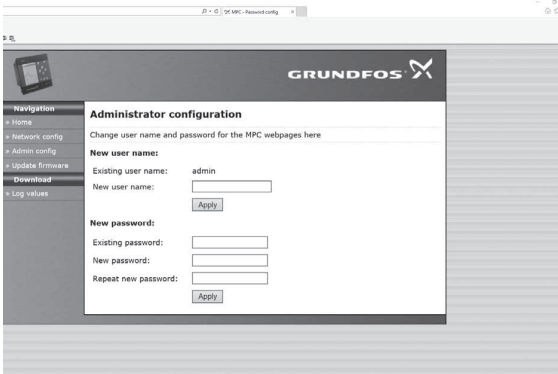 MPC - Password config
GRUNDFOS
Navigation
» Home
» Network config
» Admin config
» Update firmware
Download
» Log values
Administrator configuration
Change user name and password for the MPC webpages here
New user name:
Existing user name: admin
New user name:
Apply
New password:
Existing password:
New password:
Repeat new password:
Apply